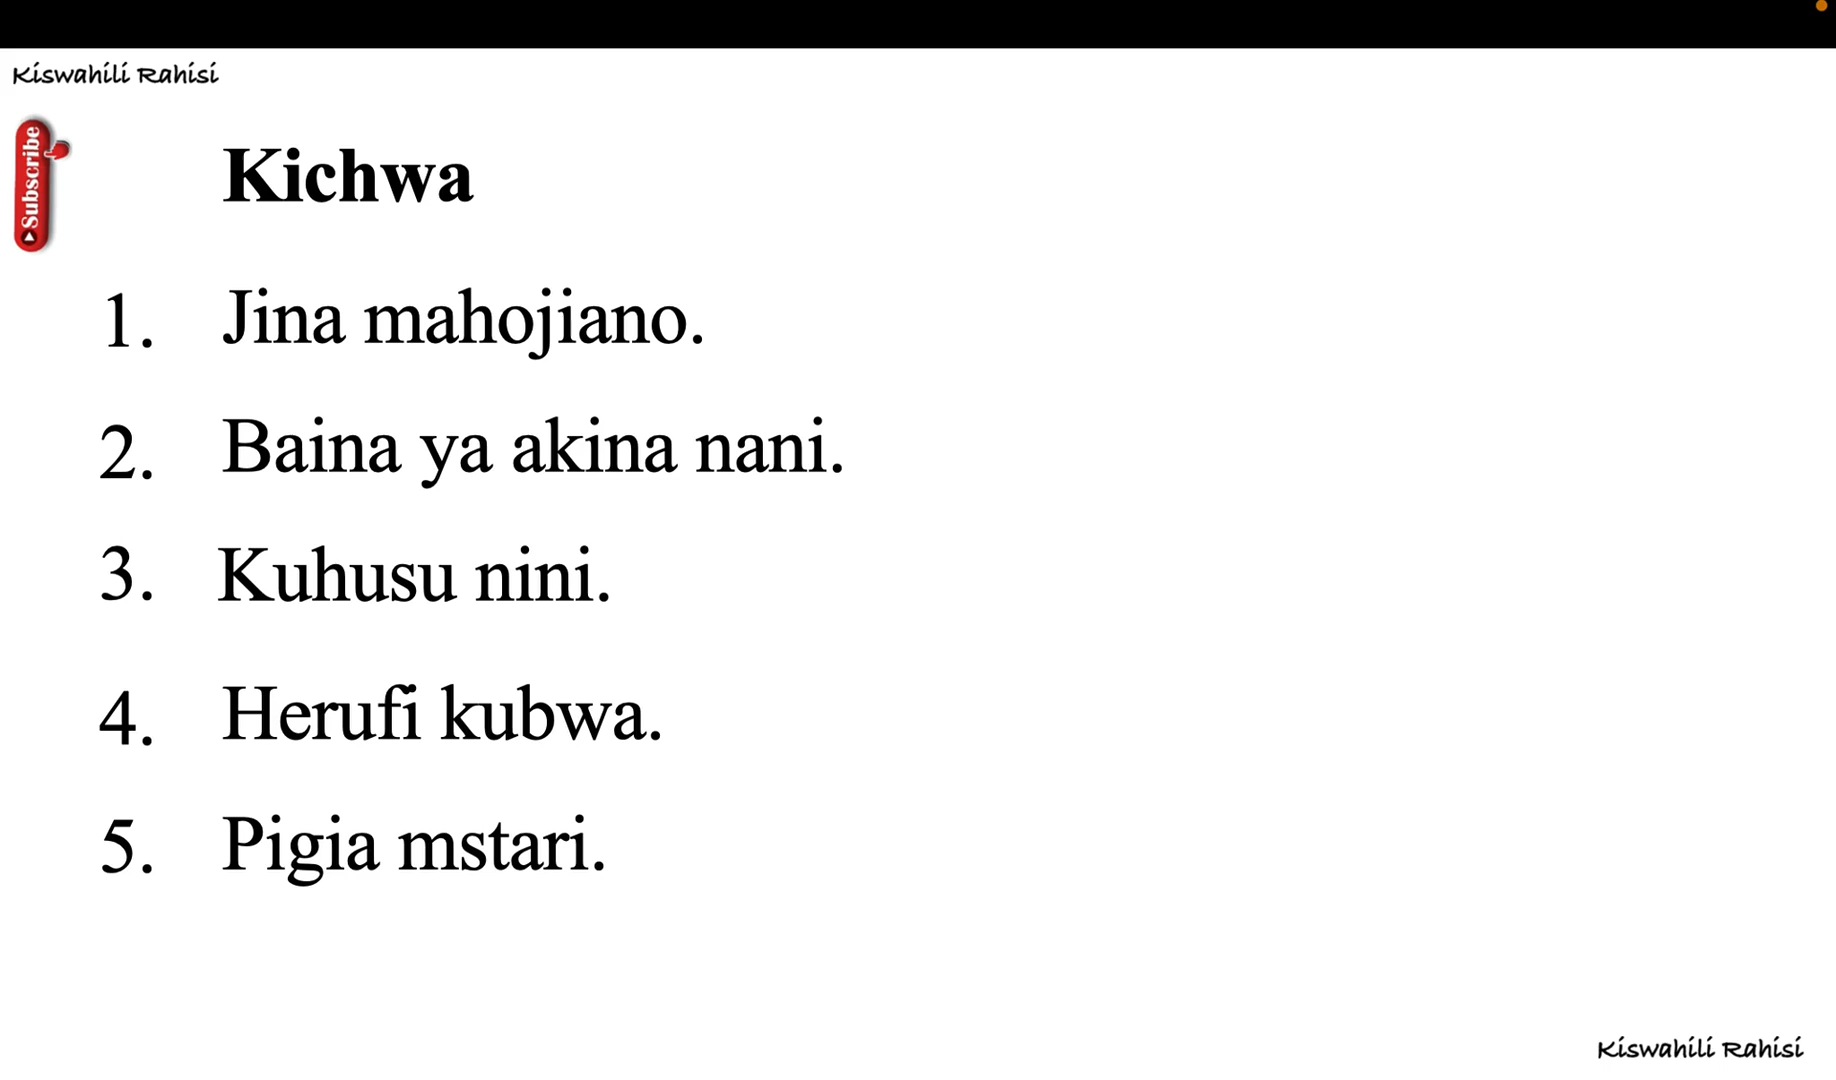 Kiswahili Rahisi
Subscribe
Kichwa
1. Jina mahojiano.
2. Baina ya akina nani.
3. Kuhusu nini.
4. Herufi kubwa.
5. Pigia mstari.
Kiswahili Rahisi